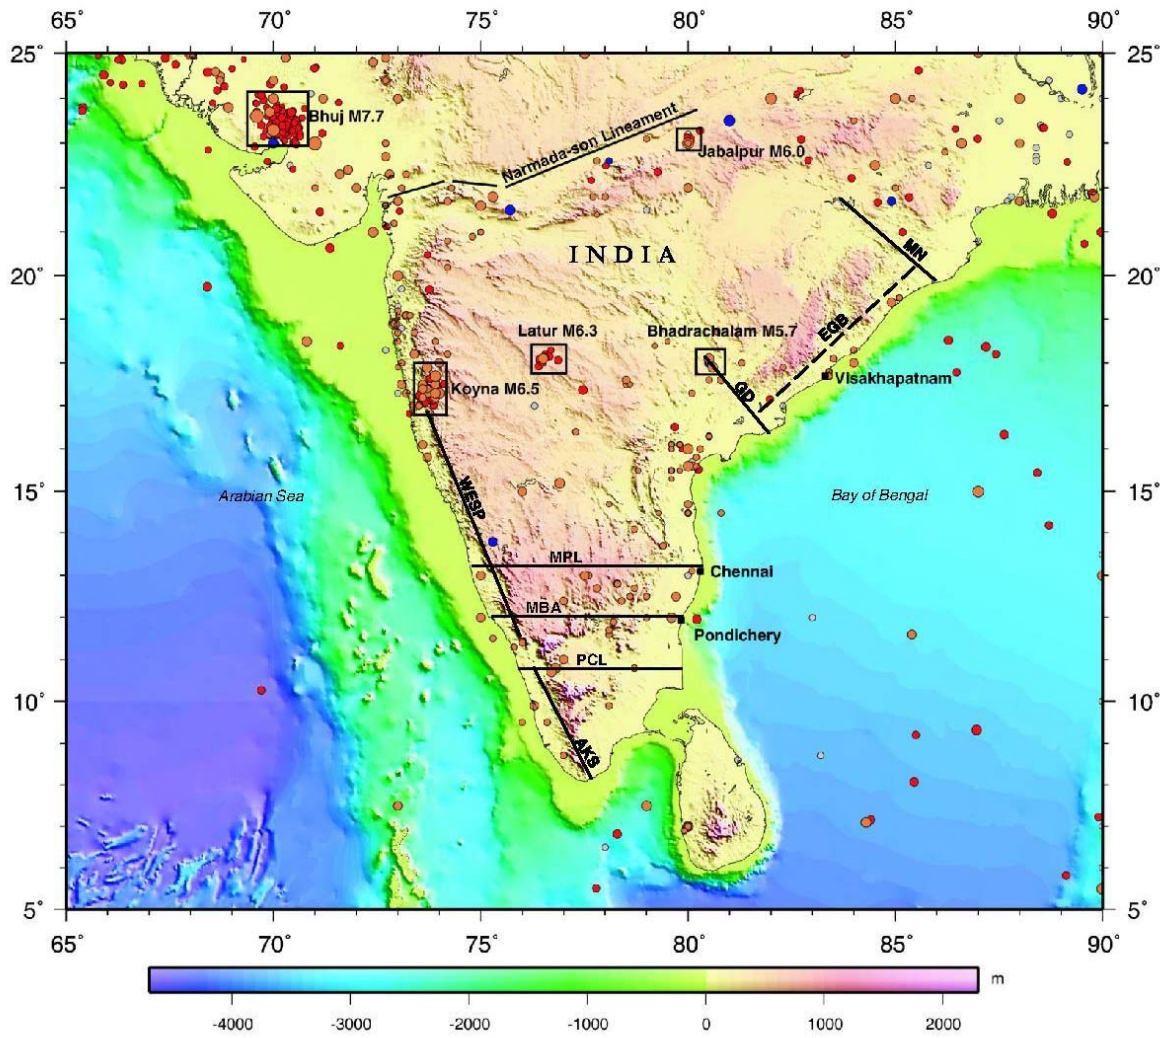 65° 70° 75° 80° 85° 90°
25° 25°
Bhuj M7.7
Narmada-son Lineament
Jabalpur M6.0
INDIA
MN
20° 20°
EGB
Latur M6.3
Bhadrachalam M5.7
Koyna M6.5
GD
Visakhapatnam
WESP
15° 15°
Arabian Sea
Bay of Bengal
MPL
Chennai
MBA
Pondichery
PCL
10° 10°
AKS
5° 5°
65° 70° 75° 80° 85° 90°
m
-4000 -3000 -2000 -1000 0 1000 2000